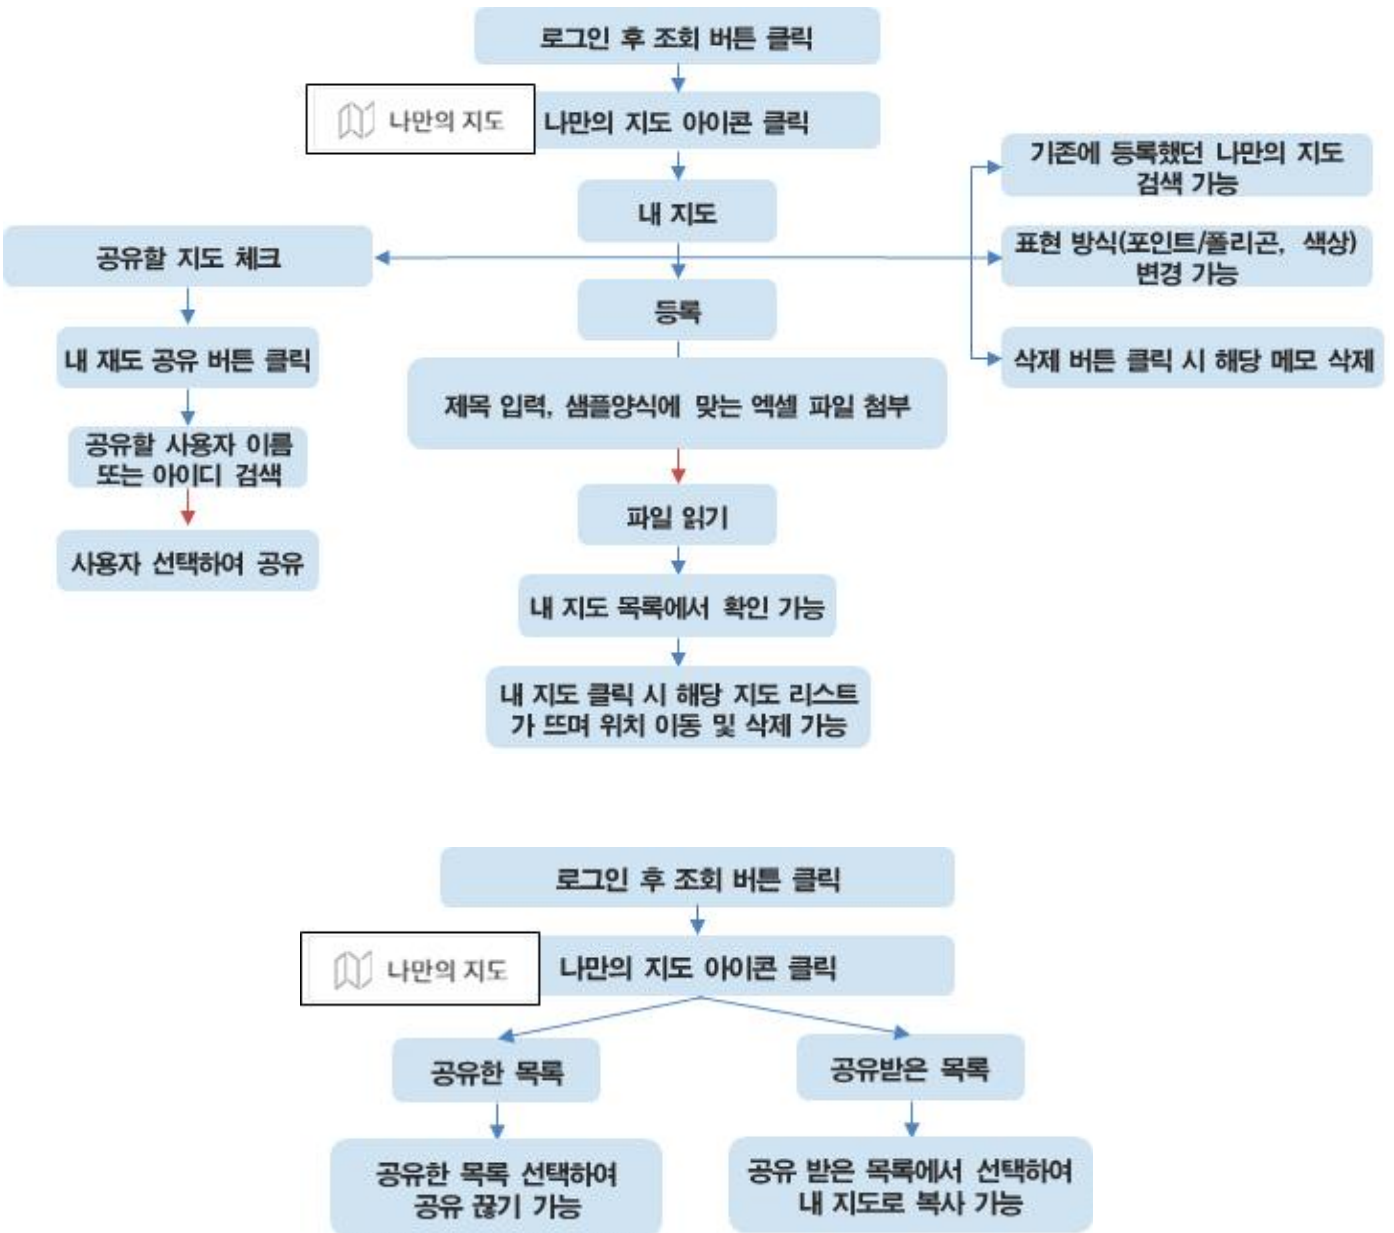 로그인 후 조회 버튼 클릭
나만의 지도
나만의 지도 아이콘 클릭
내 지도
기존에 등록했던 나만의 지도
검색 가능
표현 방식(포인트/폴리곤, 색상)
변경 가능
삭제 버튼 클릭 시 해당 메모 삭제
공유할 지도 체크
내 재도 공유 버튼 클릭
공유할 사용자 이름
또는 아이디 검색
사용자 선택하여 공유
등록
제목 입력, 샘플양식에 맞는 엑셀 파일 첨부
파일 읽기
내 지도 목록에서 확인 가능
내 지도 클릭 시 해당 지도 리스트
가 뜨며 위치 이동 및 삭제 가능
로그인 후 조회 버튼 클릭
나만의 지도
나만의 지도 아이콘 클릭
공유한 목록
공유받은 목록
공유한 목록 선택하여
공유 끊기 가능
공유 받은 목록에서 선택하여
내 지도로 복사 가능